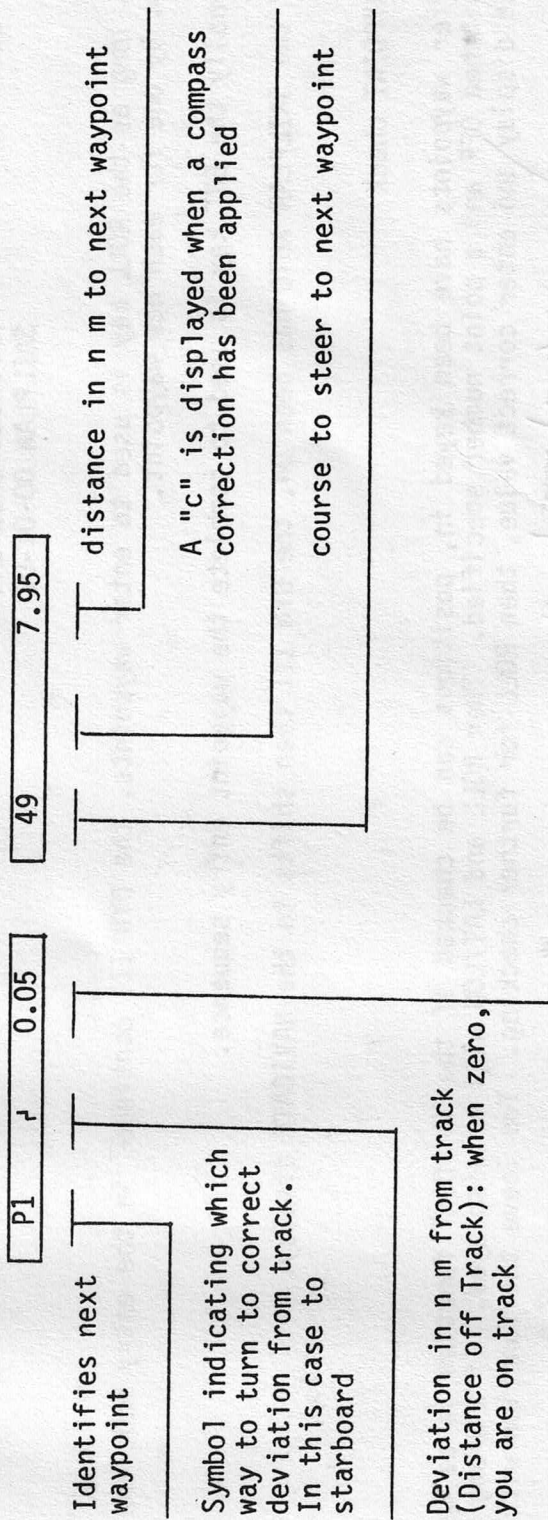 P1 ┘ 0.05
Identifies next
waypoint
Symbol indicating which
way to turn to correct
deviation from track.
In this case to
starboard
Deviation in n m from track
(Distance off Track): when zero,
you are on track
49 7.95
distance in n m to next waypoint
A "c" is displayed when a compass
correction has been applied
course to steer to next waypoint